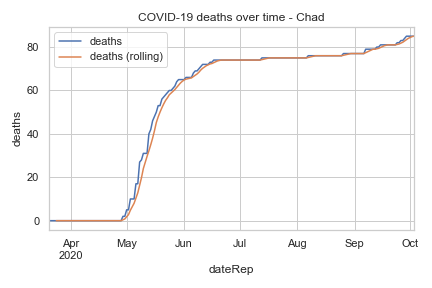 COVID-19 deaths over time - Chad
deaths
deaths (rolling)
80
60
40
20
0
deaths
Apr
2020
May
Jun
Jul
Aug
Sep
Oct
dateRep